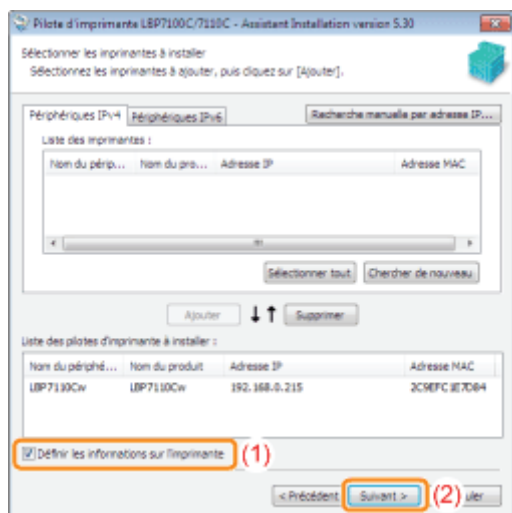 Pilote d'imprimante LBP7100C/7110C - Assistant Installation version 5.30
Sélectionner les imprimantes à installer
Sélectionnez les imprimantes à ajouter, puis cliquez sur [Ajouter].
Périphériques IPv4 Périphériques IPv6 Recherche manuelle par adresse IP...
Liste des imprimantes :
Nom du périp... Nom du pro... Adresse IP Adresse MAC
Sélectionner tout Chercher de nouveau
Ajouter Supprimer
Liste des pilotes d'imprimante à installer :
Nom du périphé... Nom du produit Adresse IP Adresse MAC
LBP7110Cw LBP7110Cw 192.168.0.215 2C9EFC1E7D84
Définir les informations sur l'imprimante (1)
< Précédent Suivant > (2) uler